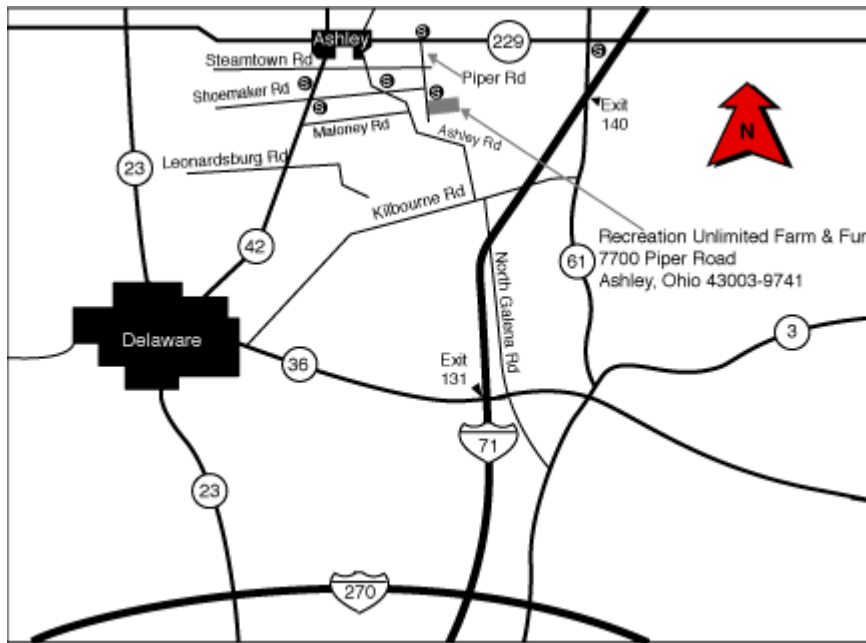 Ashley
229
Steamtown Rd
Piper Rd
S
S
S
S
S
S
Shoemaker Rd
Exit
140
N
Maloney Rd
Ashley Rd
23
Leonardsburg Rd
Kilbourne Rd
42
Recreation Unlimited Farm & Fun
7700 Piper Road
Ashley, Ohio 43003-9741
61
North Galena Rd
Delaware
3
36
Exit
131
71
23
270